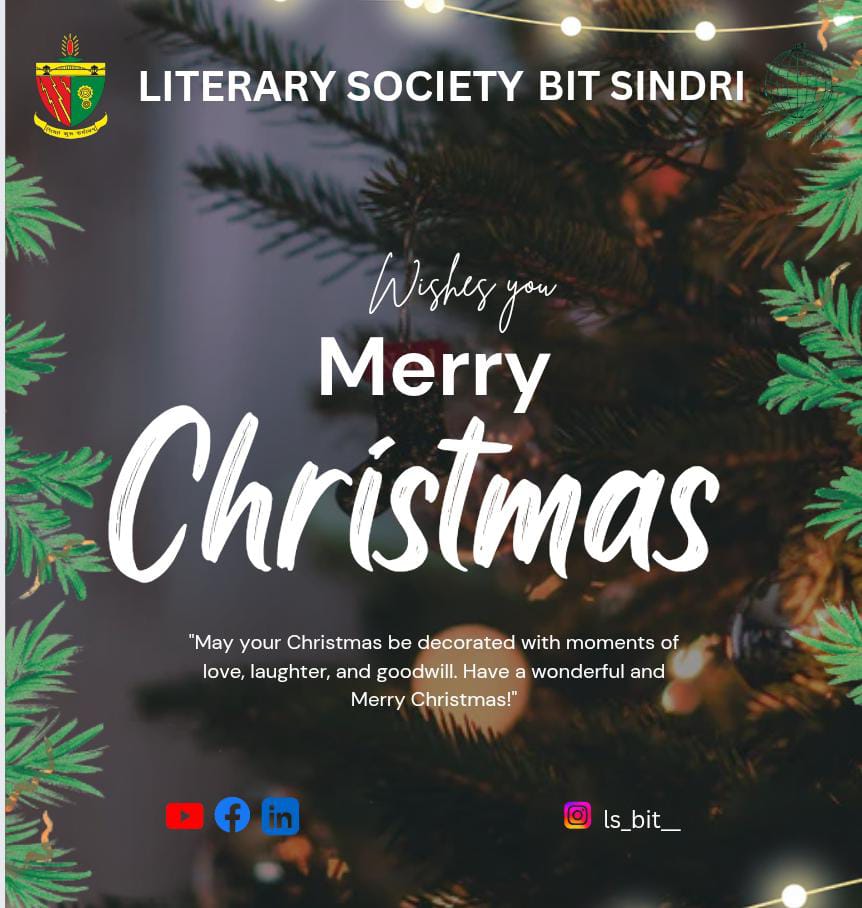 LITERARY SOCIETY BIT SINDRI
Wishes you
Merry
Christmas
"May your Christmas be decorated with moments of
love, laughter, and goodwill. Have a wonderful and
Merry Christmas!"
in
ls_bit__